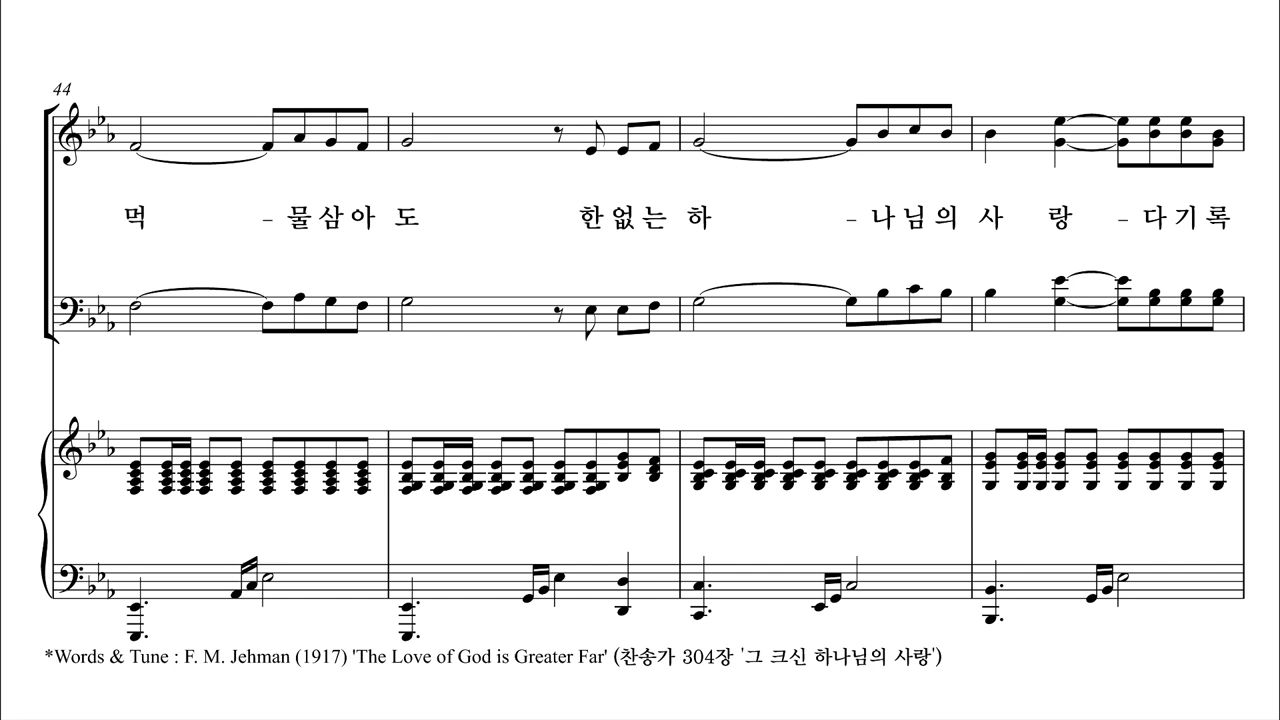 44
먹 - 물 삼 아 도 한 없 는 하 - 나 님 의 사 랑 - 다 기 록
*Words & Tune : F. M. Jehman (1917) 'The Love of God is Greater Far' (찬송가 304장 '그 크신 하나님의 사랑')